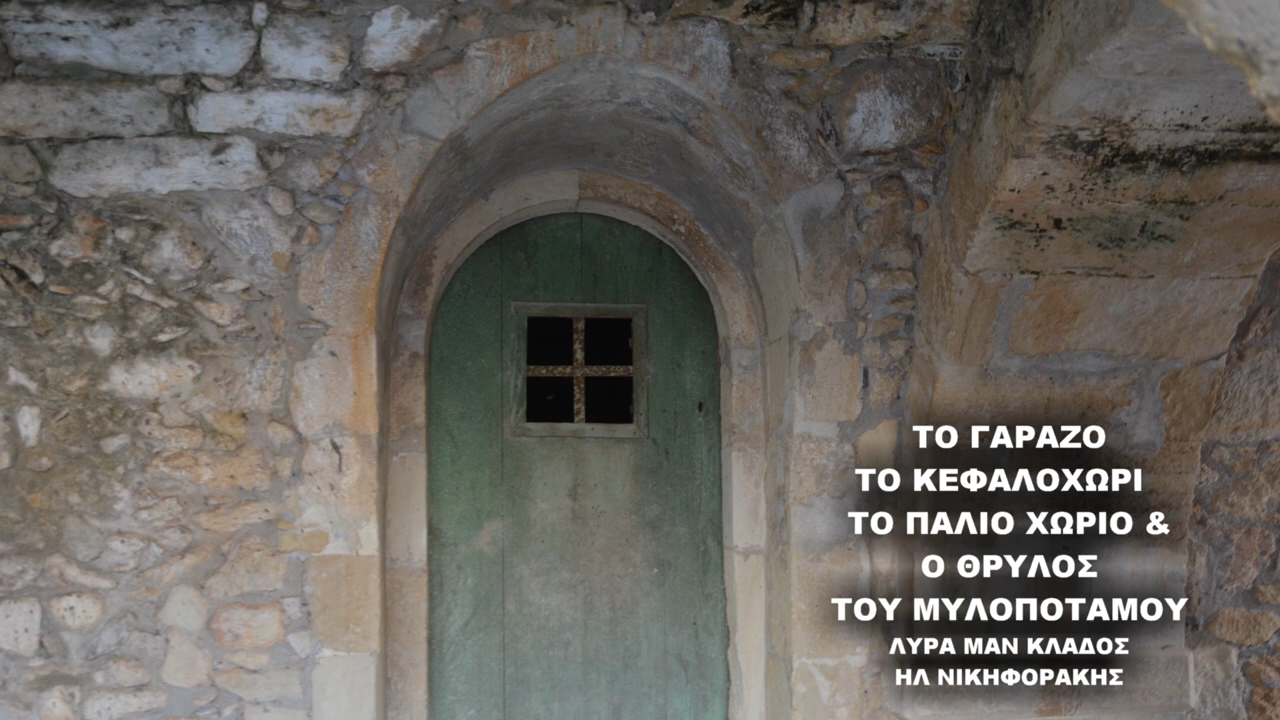 ΤΟ ΓΑΡΑΖΟ
ΤΟ ΚΕΦΑΛΟΧΩΡΙ
ΤΟ ΠΑΛΙΟ ΧΩΡΙΟ &
Ο ΘΡΥΛΟΣ
ΤΟΥ ΜΥΛΟΠΟΤΑΜΟΥ
ΛΥΡΑ ΜΑΝ ΚΛΑΔΟΣ
ΗΛ ΝΙΚΗΦΟΡΑΚΗΣ